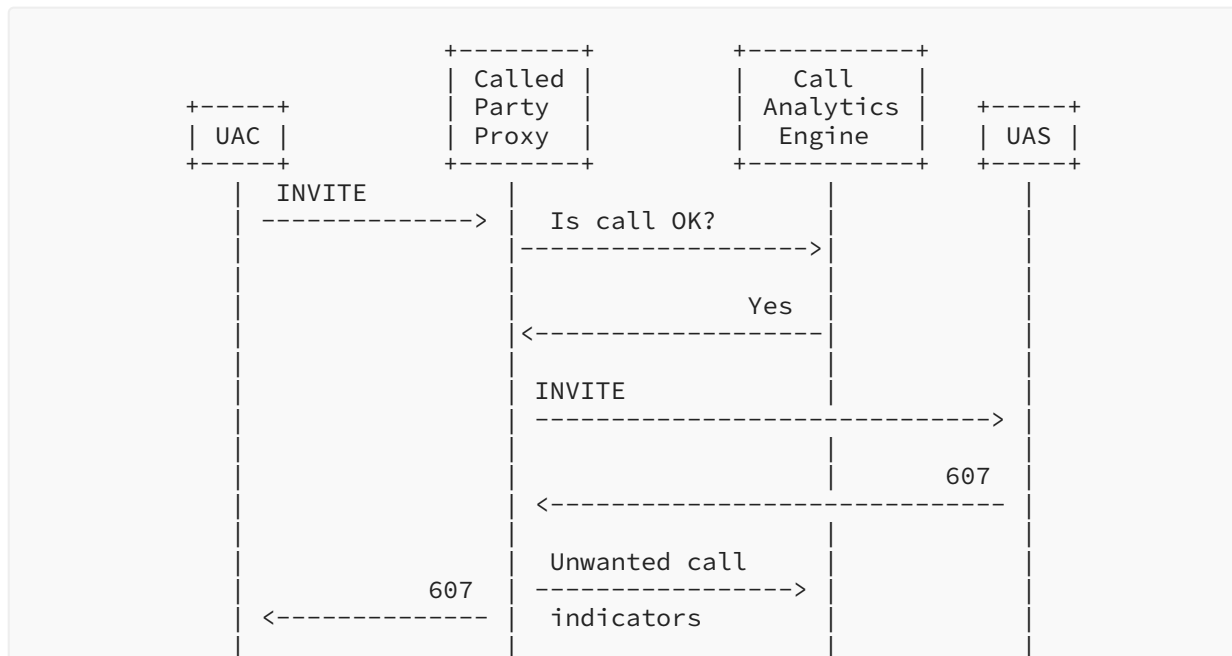 +--------+          +-----------+
| Called |          |   Call    |
+-----+          | Party  |          | Analytics |   +-----+
| UAC |          | Proxy  |          |  Engine   |   | UAS |
+-----+          +--------+          +-----------+   +-----+
INVITE
Is call OK?
Yes
INVITE
607
Unwanted call
607
indicators